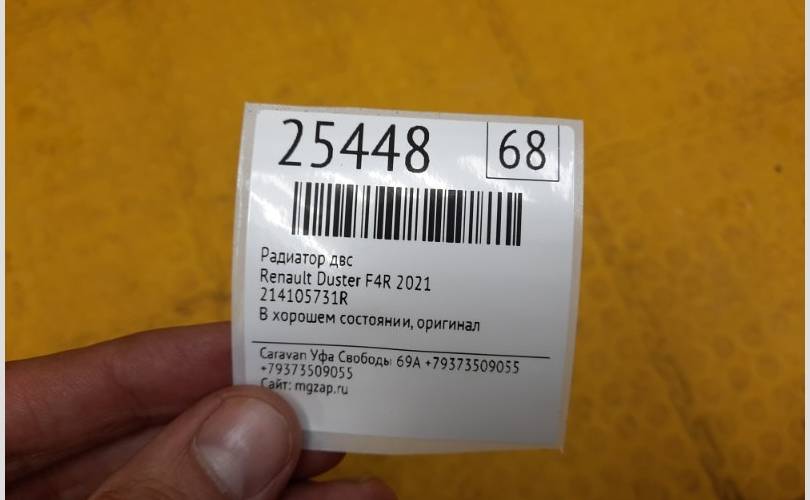 25448 68
Радиатор двс
Renault Duster F4R 2021
214105731R
В хорошем состоянии, оригинал
Caravan Уфа Свободы 69А +79373509055
+79373509055
Сайт: mgzap.ru